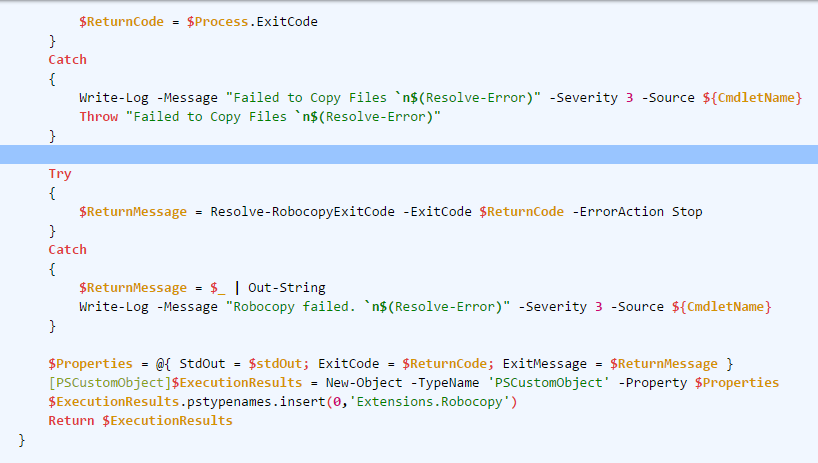 $ReturnCode = $Process.ExitCode
}
Catch
{
Write-Log -Message "Failed to Copy Files `n$(Resolve-Error)" -Severity 3 -Source ${CmdletName}
Throw "Failed to Copy Files `n$(Resolve-Error)"
}
Try
{
$ReturnMessage = Resolve-RobocopyExitCode -ExitCode $ReturnCode -ErrorAction Stop
}
Catch
{
$ReturnMessage = $_ | Out-String
Write-Log -Message "Robocopy failed. `n$(Resolve-Error)" -Severity 3 -Source ${CmdletName}
}
$Properties = @{ StdOut = $stdOut; ExitCode = $ReturnCode; ExitMessage = $ReturnMessage }
[PSCustomObject]$ExecutionResults = New-Object -TypeName 'PSCustomObject' -Property $Properties
$ExecutionResults.pstypenames.insert(0,'Extensions.Robocopy')
Return $ExecutionResults
}